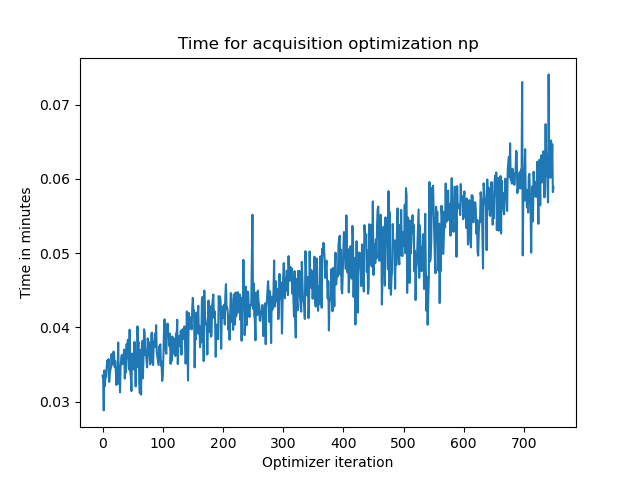 Time for acquisition optimization np
Time in minutes
0.07
0.06
0.05
0.04
0.03
0 100 200 300 400 500 600 700
Optimizer iteration